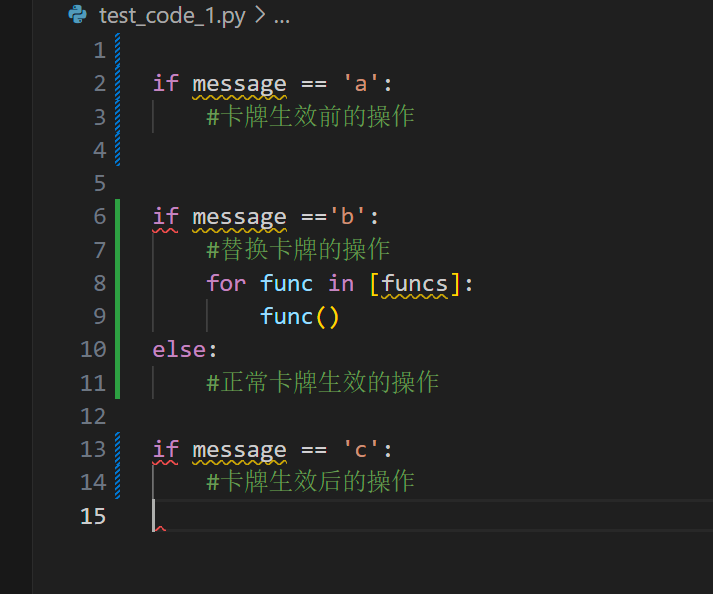 test_code_1.py > ...
1
2 if message == 'a':
3 #卡牌生效前的操作
4
5
6 if message =='b':
7 #替换卡牌的操作
8 for func in [funcs]:
9 func()
10 else:
11 #正常卡牌生效的操作
12
13 if message == 'c':
14 #卡牌生效后的操作
15